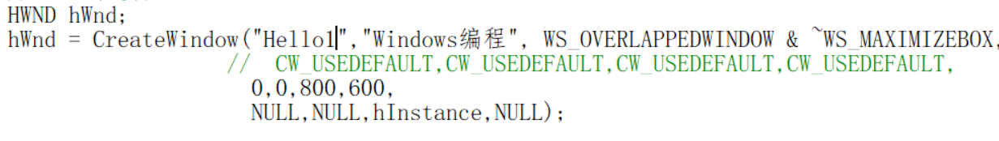 HWND hWnd;
hWnd = CreateWindow("Hello1","Windows编程", WS_OVERLAPPEDWINDOW & ~WS_MAXIMIZEBOX,
// CW_USEDEFAULT,CW_USEDEFAULT,CW_USEDEFAULT,CW_USEDEFAULT,
0,0,800,600,
NULL,NULL,hInstance,NULL);